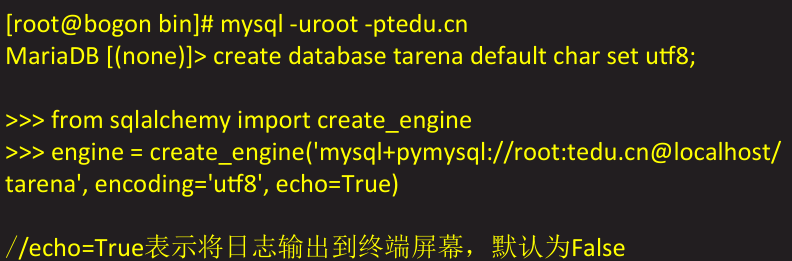 [root@bogon bin]# mysql -uroot -ptedu.cn
MariaDB [(none)]> create database tarena default char set utf8;
>>> from sqlalchemy import create_engine
>>> engine = create_engine('mysql+pymysql://root:tedu.cn@localhost/
tarena', encoding='utf8', echo=True)
//echo=True表示将日志输出到终端屏幕，默认为False